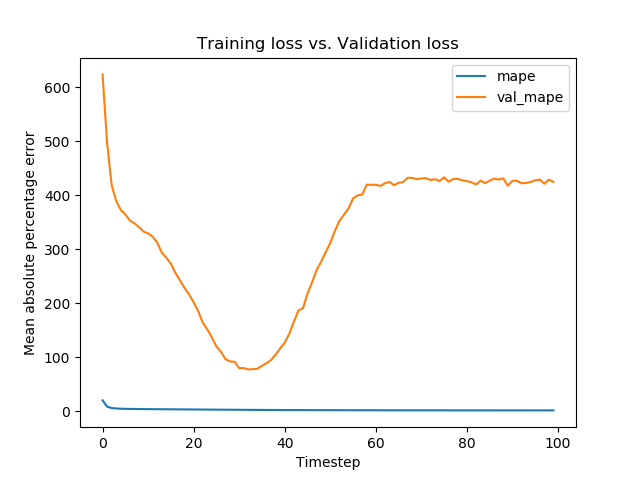 Training loss vs. Validation loss
mape
val_mape
Mean absolute percentage error
600
500
400
300
200
100
0
0 20 40 60 80 100
Timestep